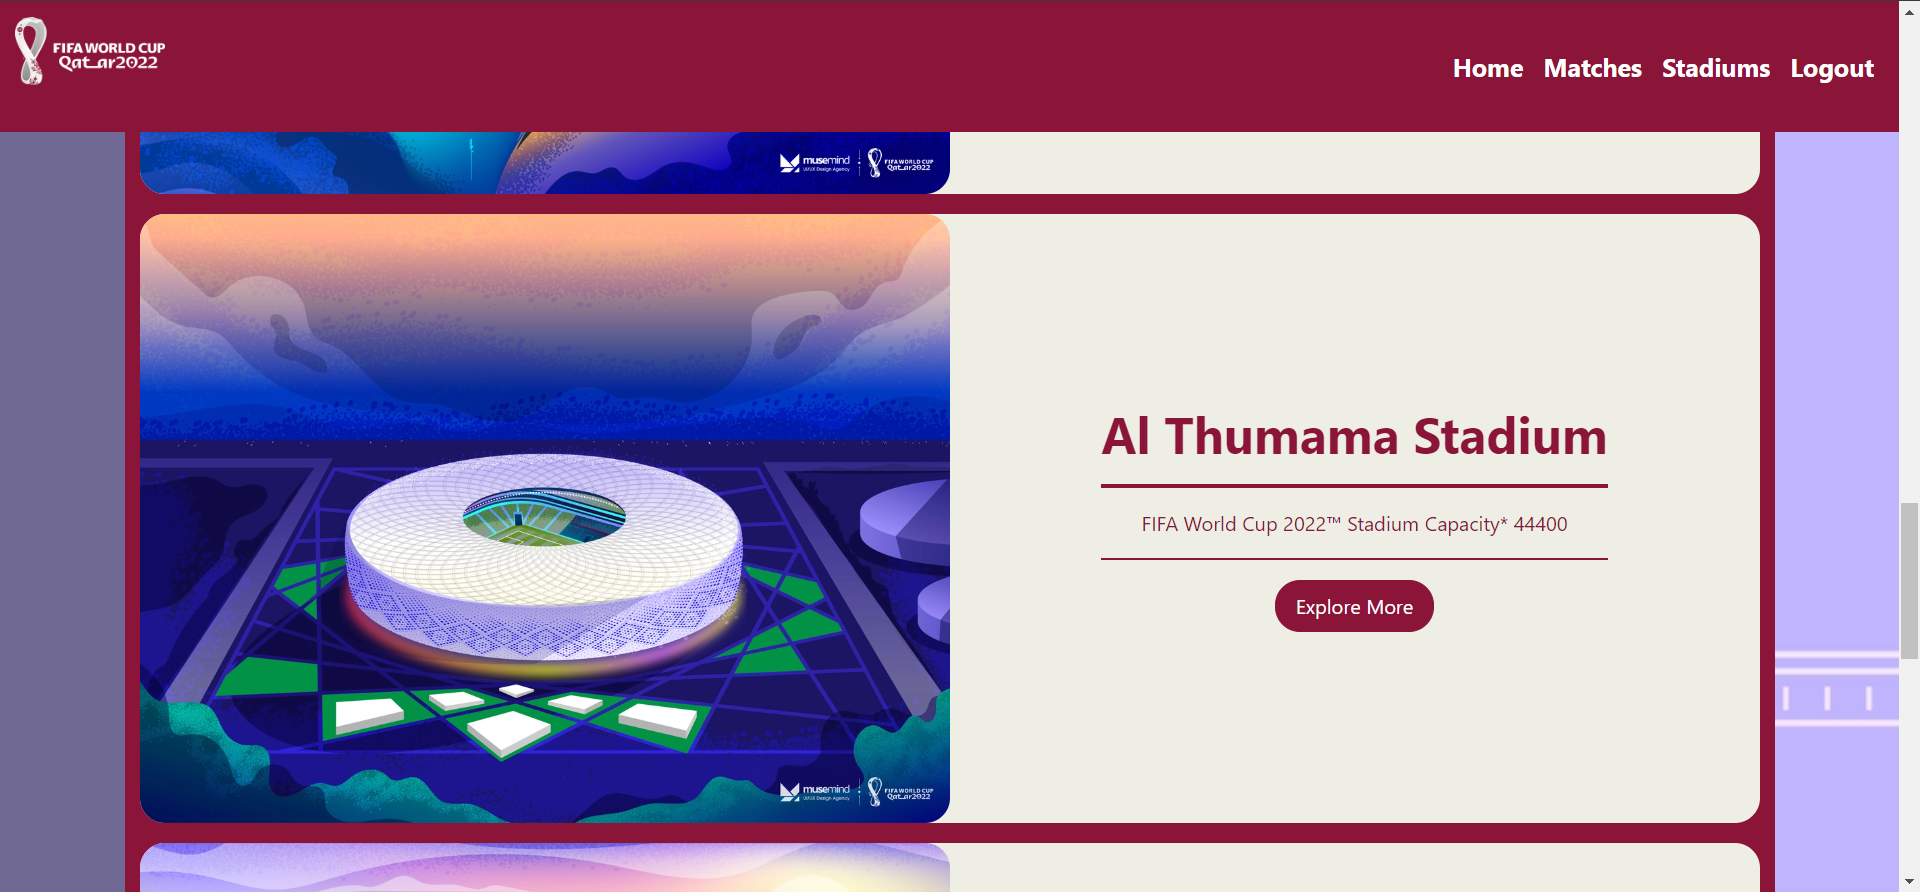 FIFA WORLD CUP
Qatar2022
Home Matches Stadiums Logout
musemind
UI/UX Design Agency
FIFA WORLD CUP
Qatar2022
Al Thumama Stadium
FIFA World Cup 2022™ Stadium Capacity* 44400
Explore More
musemind
UI/UX Design Agency
FIFA WORLD CUP
Qatar2022